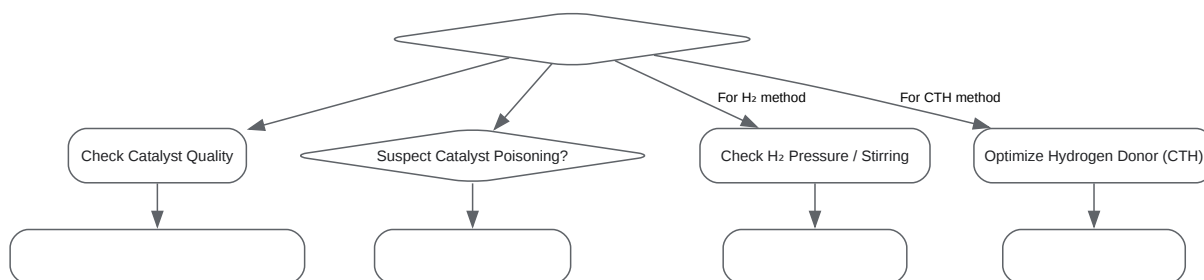 For H₂ method
For CTH method
Check Catalyst Quality
Suspect Catalyst Poisoning?
Check H₂ Pressure / Stirring
Optimize Hydrogen Donor (CTH)